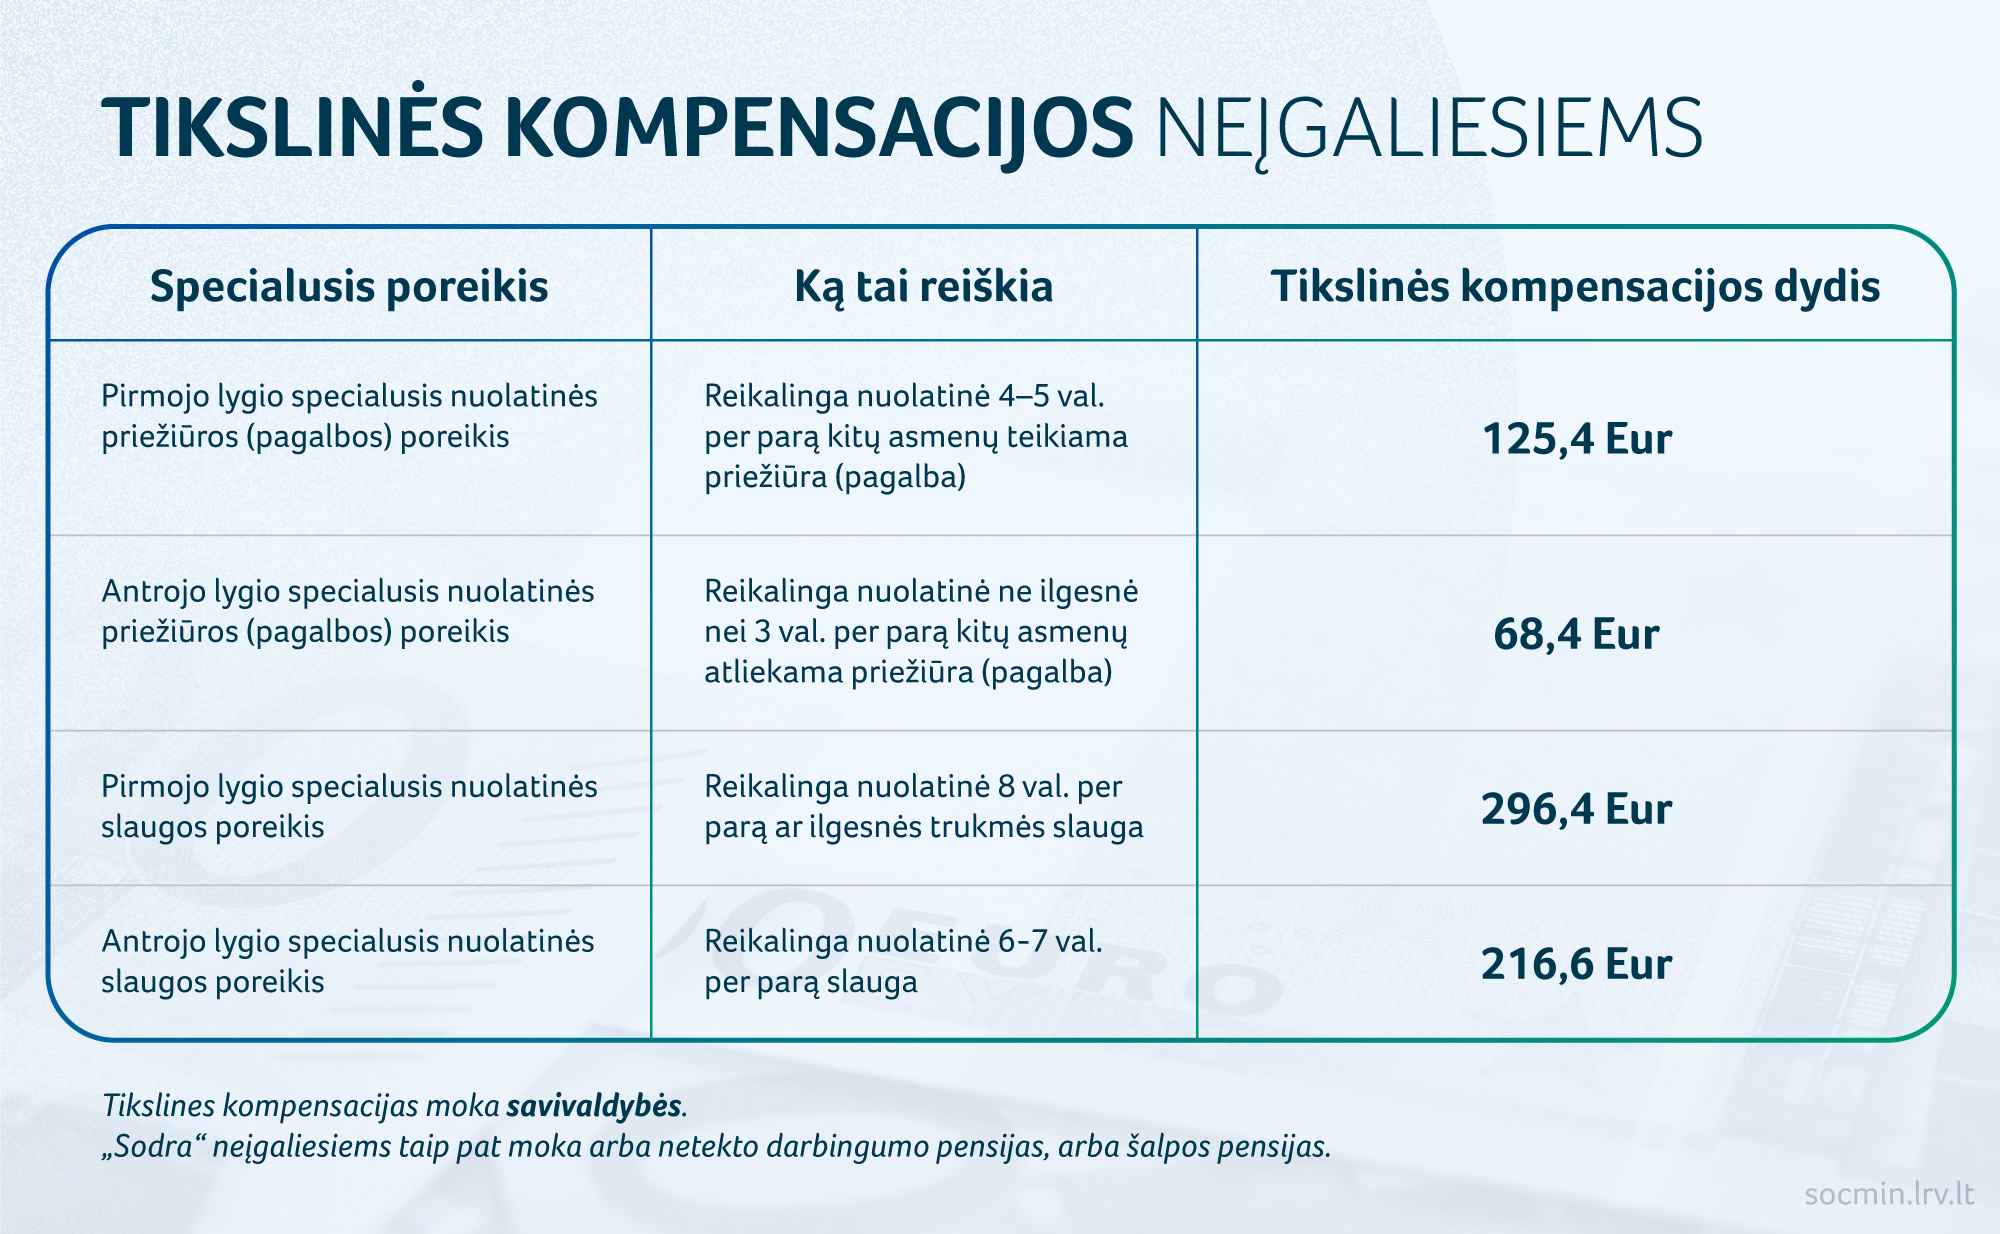 TIKSLINĖS KOMPENSACIJOS NEĮGALIESIEMS
Specialusis poreikis
Ką tai reiškia
Tikslinės kompensacijos dydis
Pirmojo lygio specialusis nuolatinės
priežiūros (pagalbos) poreikis
Reikalinga nuolatinė 4–5 val.
per parą kitų asmenų teikiama
priežiūra (pagalba)
125,4 Eur
Antrojo lygio specialusis nuolatinės
priežiūros (pagalbos) poreikis
Reikalinga nuolatinė ne ilgesnė
nei 3 val. per parą kitų asmenų
atliekama priežiūra (pagalba)
68,4 Eur
Pirmojo lygio specialusis nuolatinės
slaugos poreikis
Reikalinga nuolatinė 8 val. per
parą ar ilgesnės trukmės slauga
296,4 Eur
Antrojo lygio specialusis nuolatinės
slaugos poreikis
Reikalinga nuolatinė 6-7 val.
per parą slauga
216,6 Eur
EURO
Tikslines kompensacijas moka savivaldybės.
„Sodra“ neįgaliesiems taip pat moka arba netekto darbingumo pensijas, arba šalpos pensijas.
socmin.lrv.lt